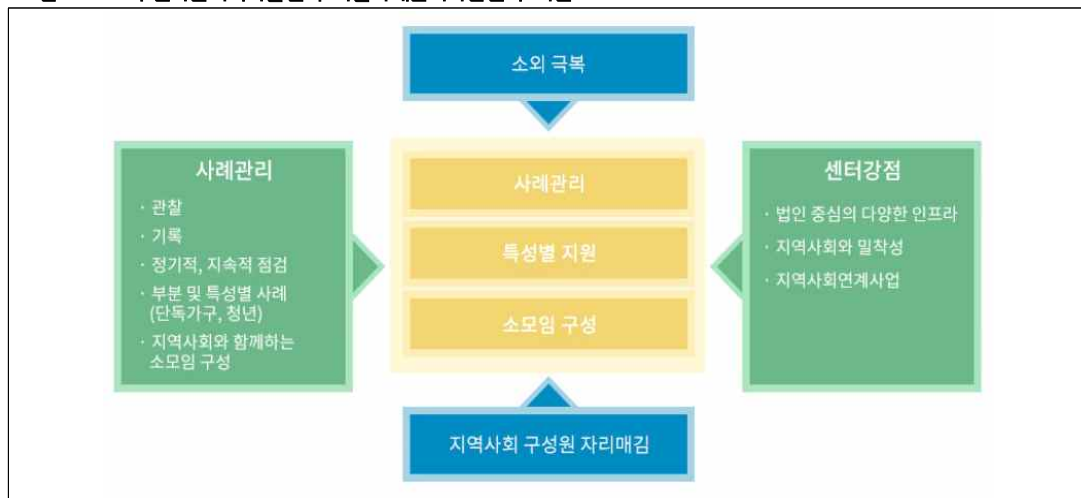 소외 극복
사례관리
· 관찰
· 기록
· 정기적, 지속적 점검
· 부분 및 특성별 사례
(단독가구, 청년)
· 지역사회와 함께하는
소모임 구성
사례관리
특성별 지원
소모임 구성
센터강점
· 법인 중심의 다양한 인프라
· 지역사회와 밀착성
· 지역사회연계사업
지역사회 구성원 자리매김